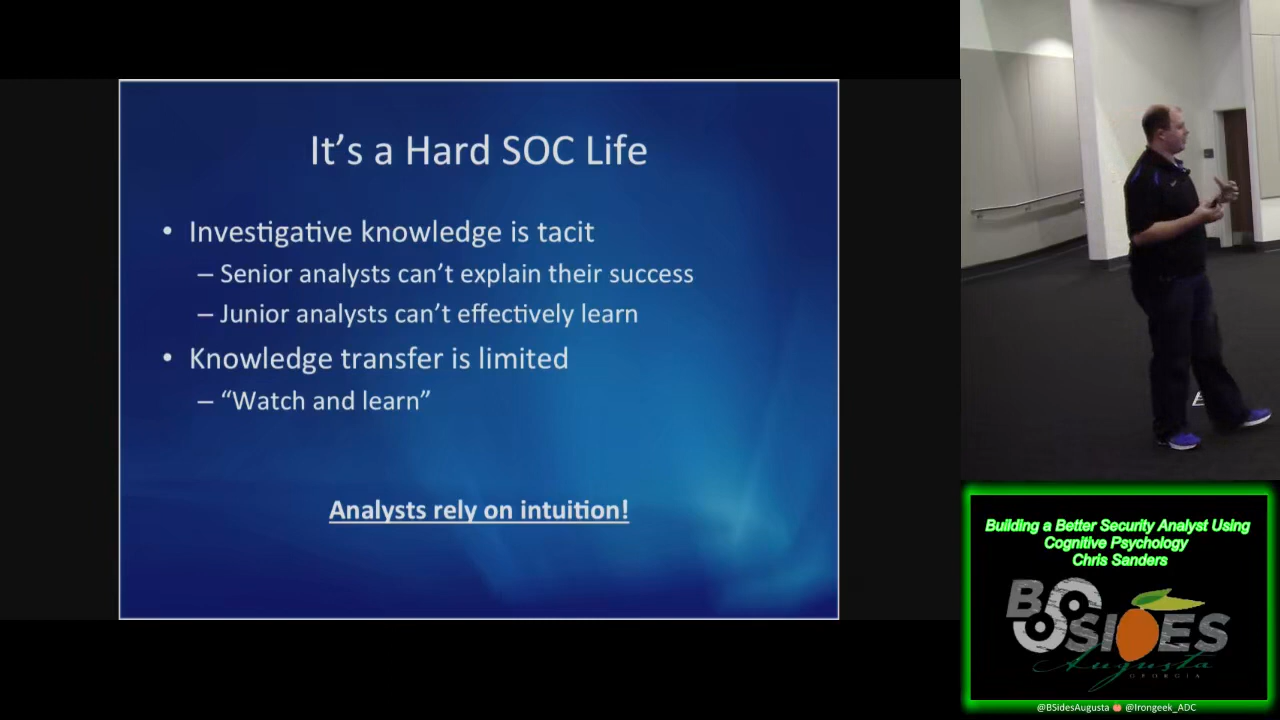 It's a Hard SOC Life
• Investigative knowledge is tacit
– Senior analysts can't explain their success
– Junior analysts can't effectively learn
• Knowledge transfer is limited
– “Watch and learn”
Analysts rely on intuition!
Building a Better Security Analyst Using
Cognitive Psychology
Chris Sanders
BSIDES
Augusta
GEORGIA
@BSidesAugusta @Irongeek_ADC